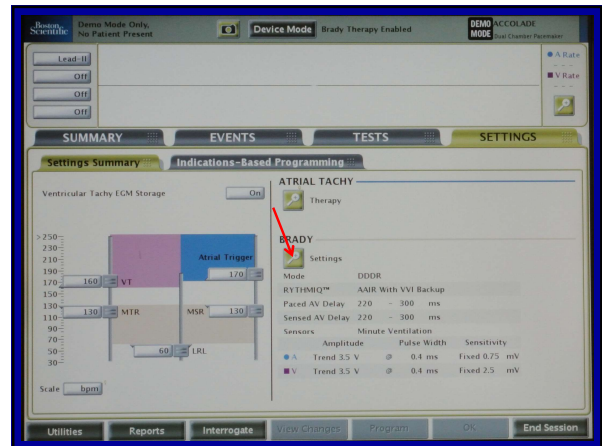 Boston Scientific
Demo Mode Only,
No Patient Present
Device Mode
Brady Therapy Enabled
DEMO MODE
ACCOLADE
Dual Chamber Pacemaker
Lead-II
Off
Off
Off
A Rate
- - -
V Rate
- - -
SUMMARY
EVENTS
TESTS
SETTINGS
Settings Summary
Indications-Based Programming
Ventricular Tachy EGM Storage
On
>250
230
210
190
170
150
130
110
90
70
50
30
160
VT
130
MTR
Atrial Trigger
170
MSR
130
60
LRL
Scale
bpm
ATRIAL TACHY
Therapy
BRADY
Settings
Mode DDDR
RYTHMIQ™ AAIR With VVI Backup
Paced AV Delay 220 - 300 ms
Sensed AV Delay 220 - 300 ms
Sensors Minute Ventilation
Amplitude Pulse Width Sensitivity
A Trend 3.5 V @ 0.4 ms Fixed 0.75 mV
V Trend 3.5 V @ 0.4 ms Fixed 2.5 mV
Utilities
Reports
Interrogate
View Changes
Program
OK
End Session